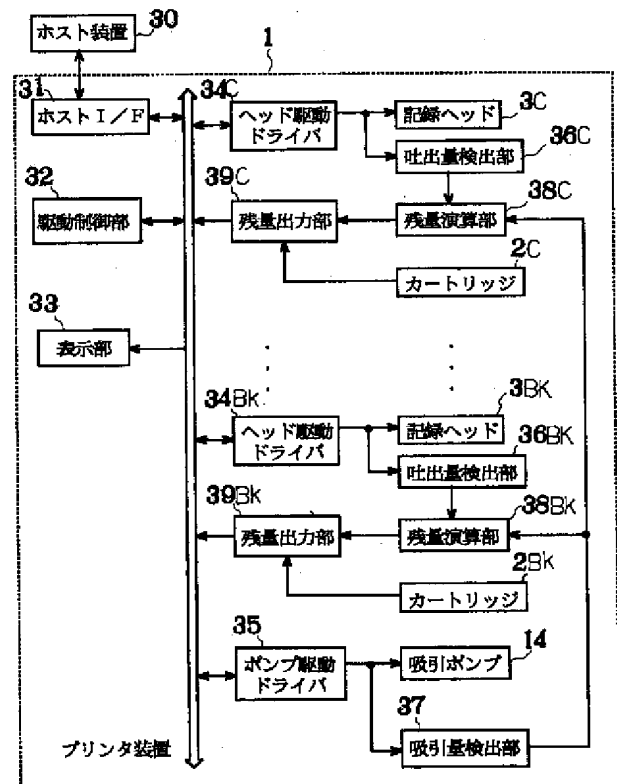 ホスト装置
30
1
31
ホストI/F
34C
ヘッド駆動
ドライバ
3C
記録ヘッド
36C
吐出量検出部
32
駆動制御部
39C
残量出力部
38C
残量演算部
2C
カートリッジ
33
表示部
34Bk
ヘッド駆動
ドライバ
3Bk
記録ヘッド
36Bk
吐出量検出部
39Bk
残量出力部
38Bk
残量演算部
2Bk
カートリッジ
35
ポンプ駆動
ドライバ
14
吸引ポンプ
37
吸引量検出部
プリンタ装置